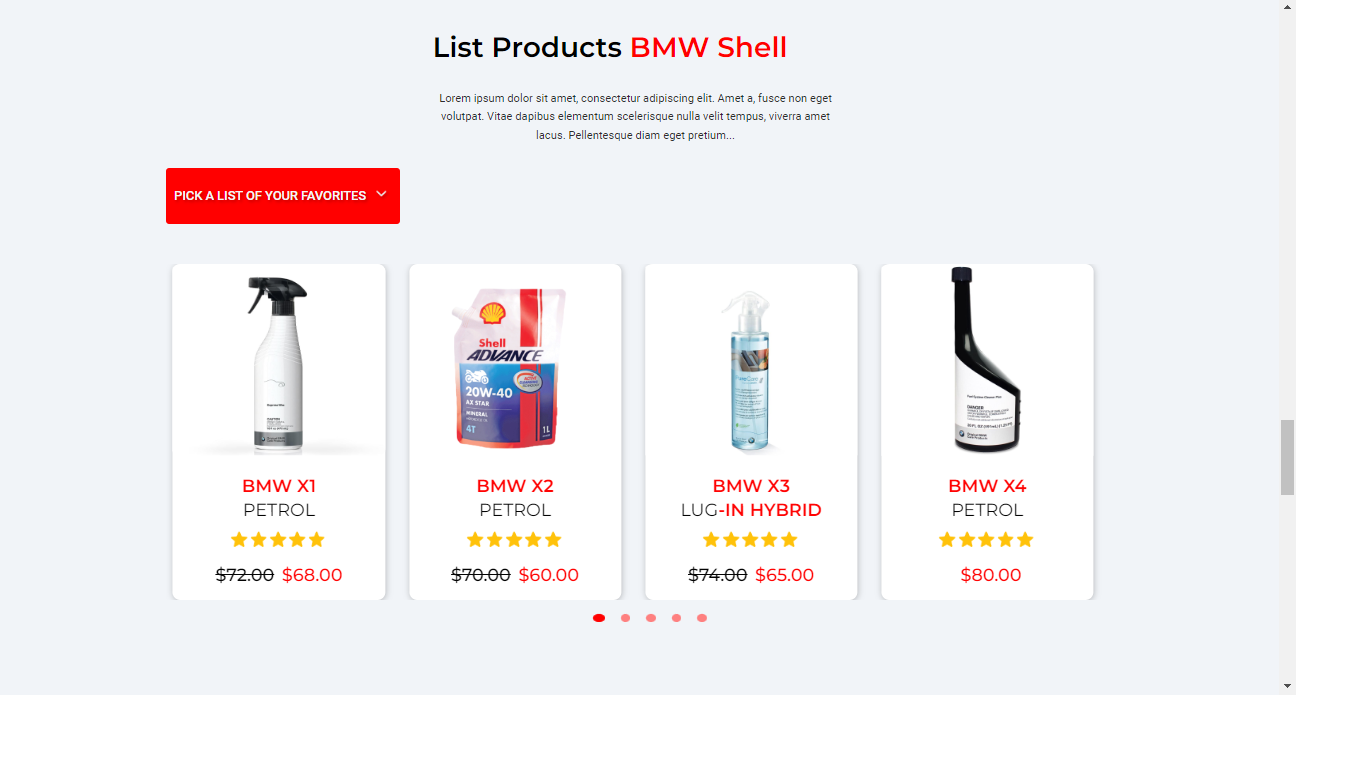 List Products BMW Shell
Lorem ipsum dolor sit amet, consectetur adipiscing elit. Amet a, fusce non eget
volutpat. Vitae dapibus elementum scelerisque nulla velit tempus, viverra amet
lacus. Pellentesque diam eget pretium...
PICK A LIST OF YOUR FAVORITES
Shell
ADVANCE
20W-40
AX STAR
MINERAL
4T
1L
DANGER
BMW X1
PETROL
$72.00 $68.00
BMW X2
PETROL
$70.00 $60.00
BMW X3
LUG-IN HYBRID
$74.00 $65.00
BMW X4
PETROL
$80.00